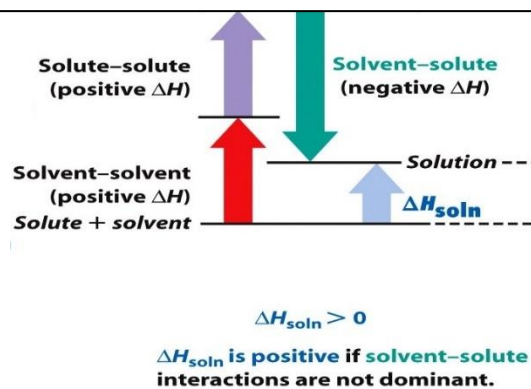 Solute–solute
(positive ΔH)
Solvent–solute
(negative ΔH)
Solvent–solvent
(positive ΔH)
Solution
Solute + solvent
ΔHsoln
ΔHsoln > 0
ΔHsoln is positive if solvent–solute
interactions are not dominant.